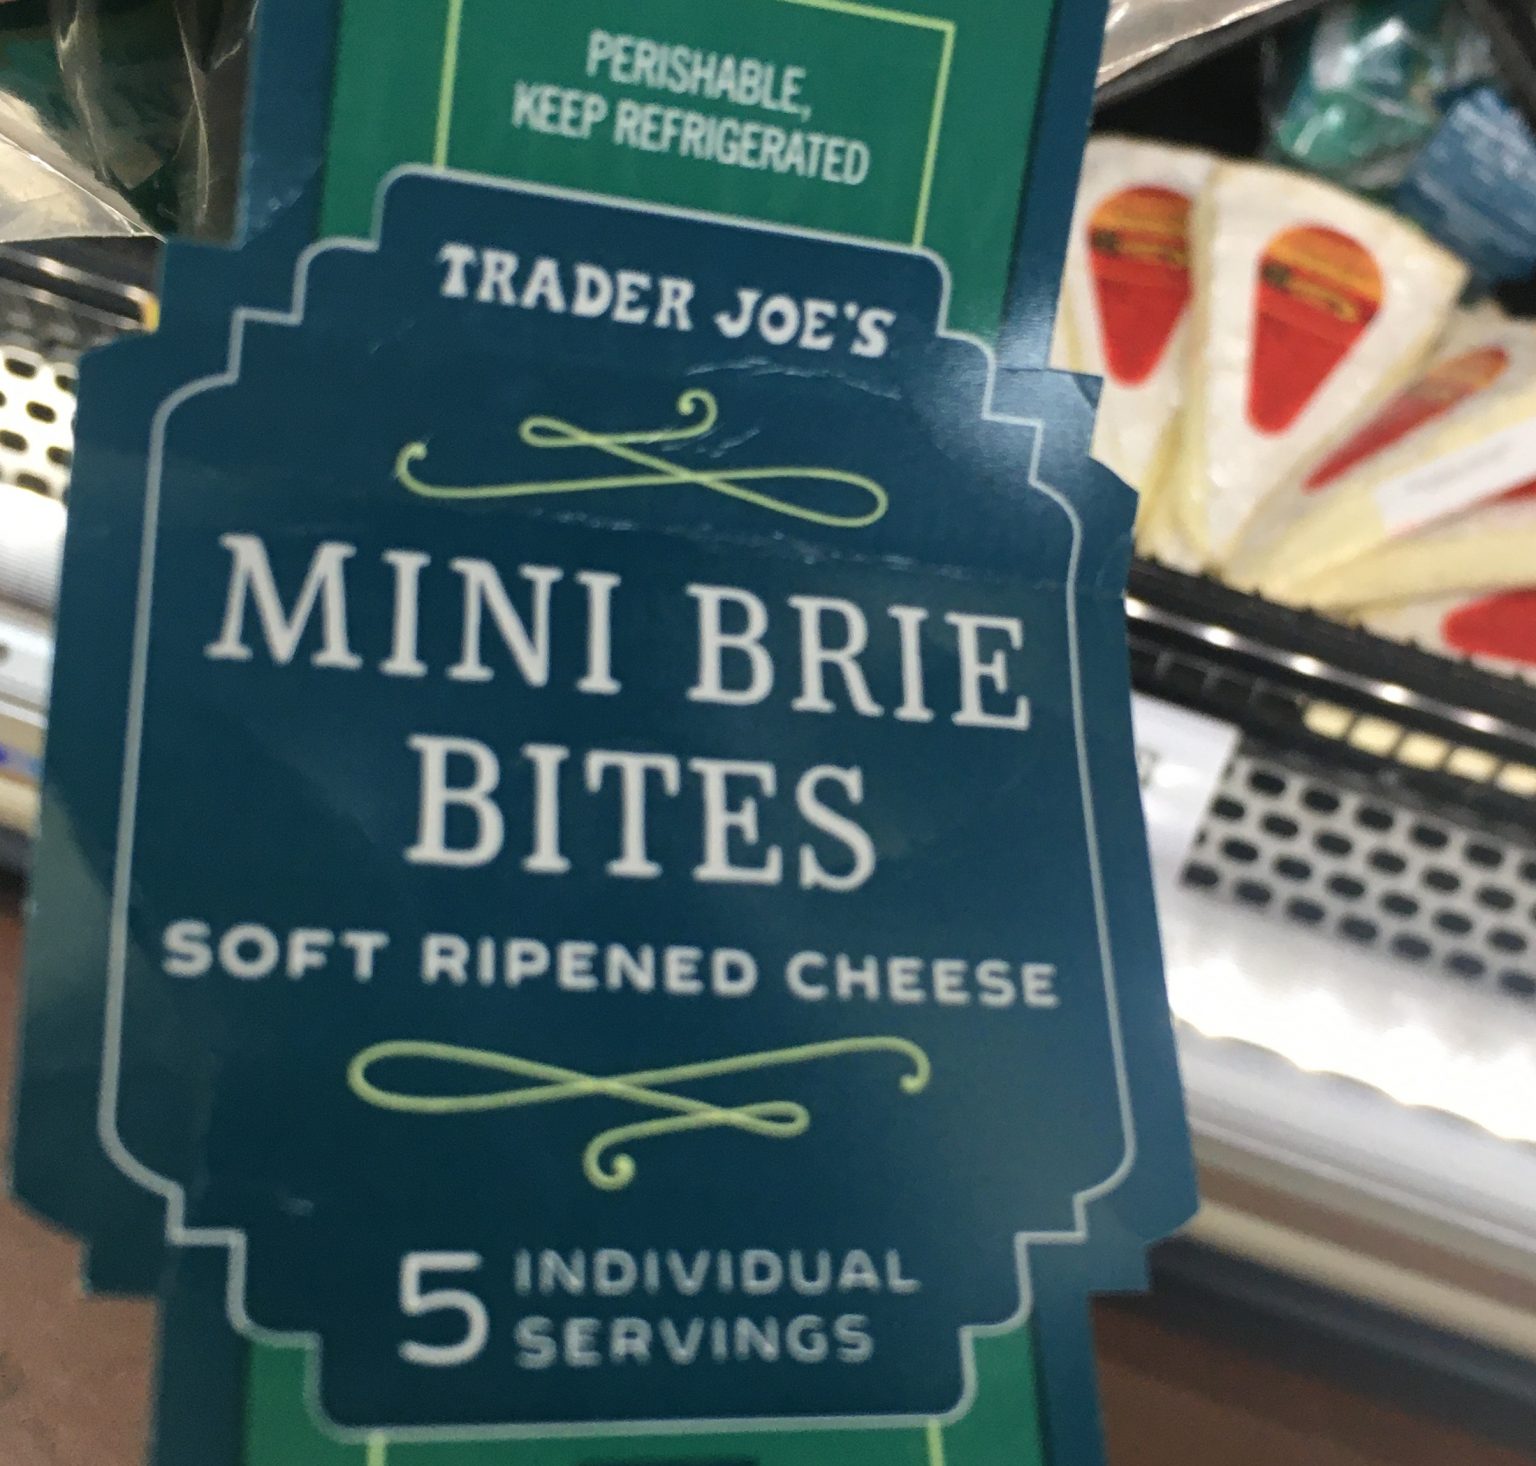 PERISHABLE,
KEEP REFRIGERATED
TRADER JOE'S
MINI BRIE
BITES
SOFT RIPENED CHEESE
5 INDIVIDUAL
SERVINGS